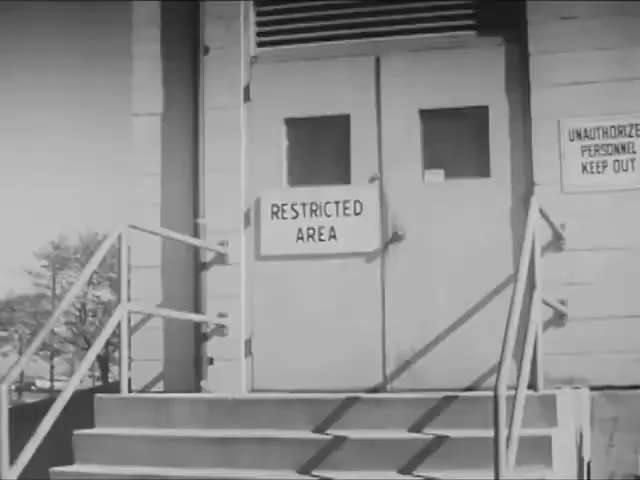 RESTRICTED
AREA
UNAUTHORIZE
PERSONNEL
KEEP OUT